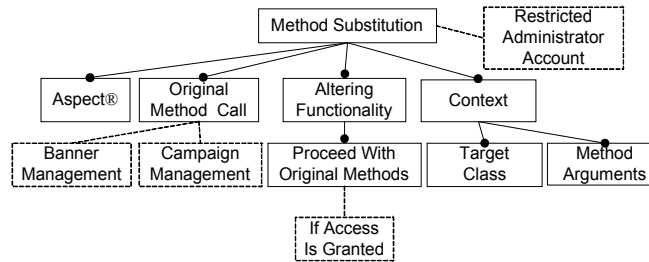 Method Substitution
Restricted
Administrator
Account
Aspect®
Original
Method Call
Altering
Functionality
Context
Banner
Management
Campaign
Management
Proceed With
Original Methods
Target
Class
Method
Arguments
If Access
Is Granted